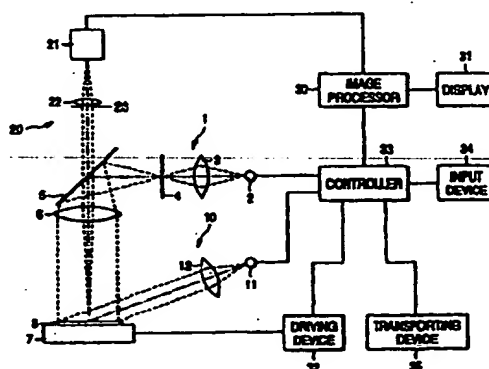 21
31
IMAGE
PROCESSOR
DISPLAY
30
22
23
20
1
33
34
3
CONTROLLER
INPUT
DEVICE
5
4
2
6
10
12
11
8
7
DRIVING
DEVICE
TRANSPORTING
DEVICE
32